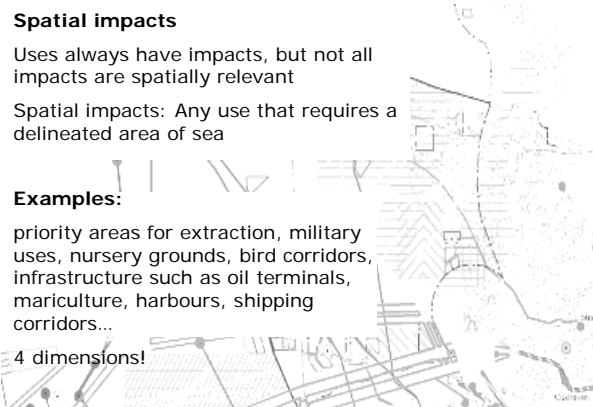 Spatial impacts
Uses always have impacts, but not all
impacts are spatially relevant
Spatial impacts: Any use that requires a
delineated area of sea
Examples:
priority areas for extraction, military
uses, nursery grounds, bird corridors,
infrastructure such as oil terminals,
mariculture, harbours, shipping
corridors...
4 dimensions!